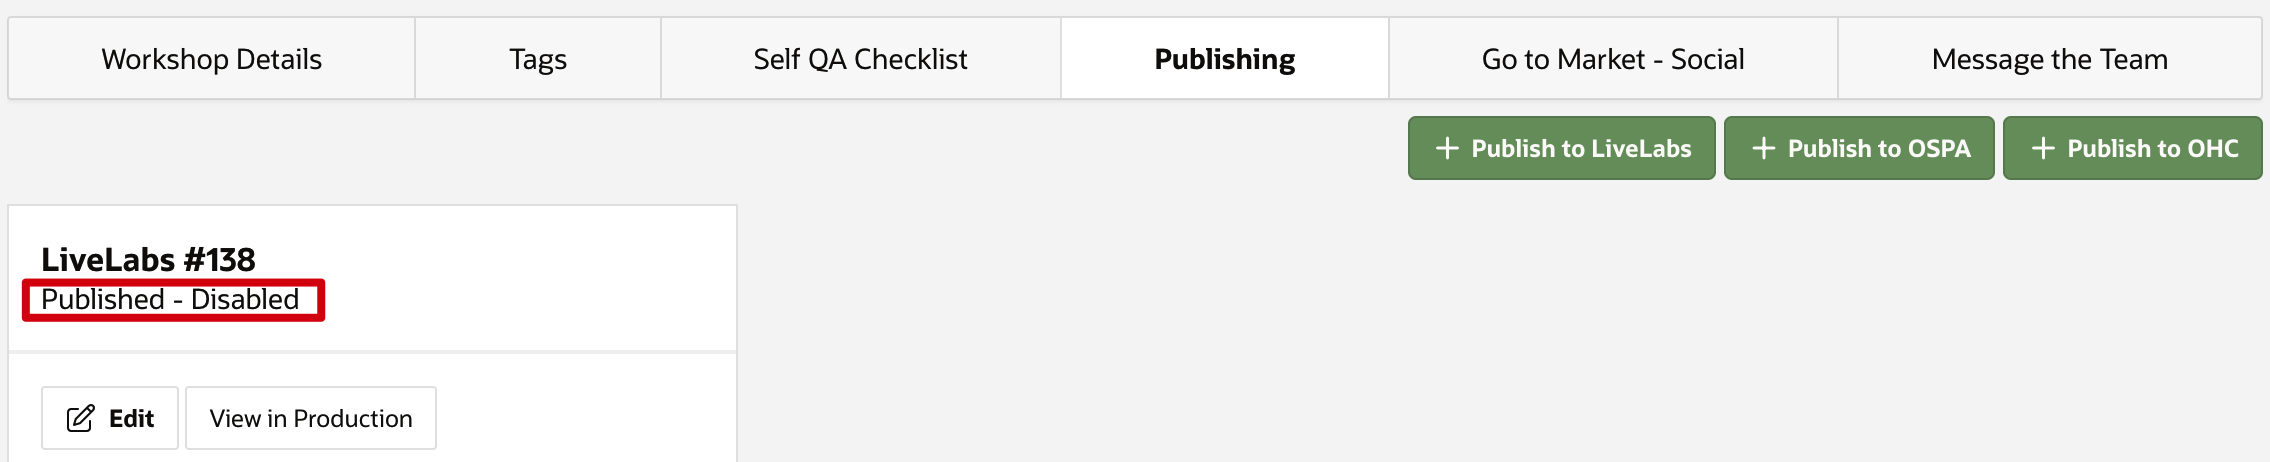 Workshop Details
Tags
Self QA Checklist
Publishing
Go to Market - Social
Message the Team
Publish to LiveLabs
Publish to OSPA
Publish to OHC
LiveLabs #138
Published - Disabled
Edit
View in Production